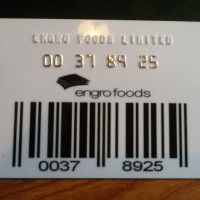 ENGRO FOODS LIMITED
00 37 89 25
engro foods
0037 8925